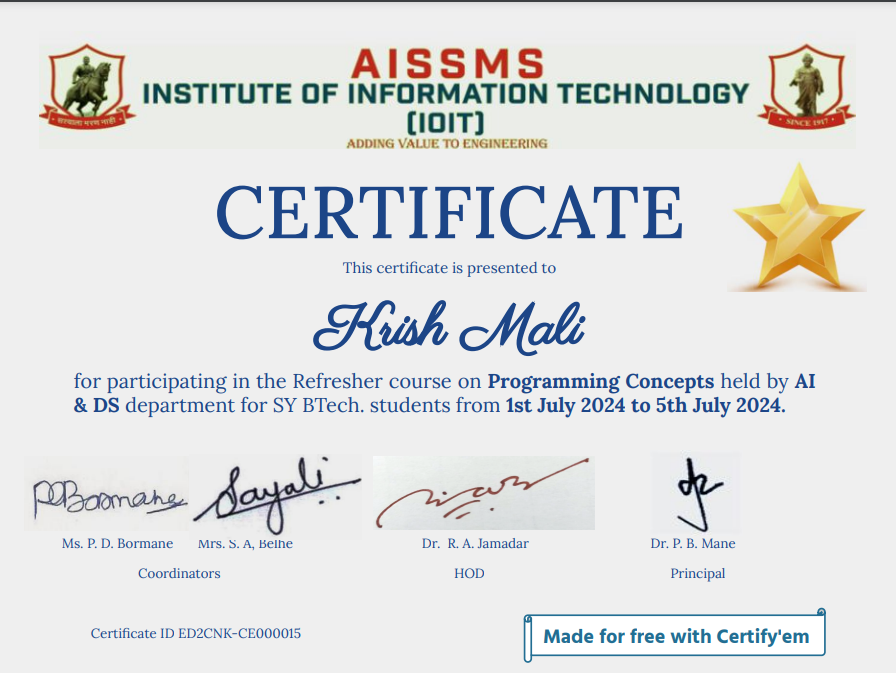 AISSMS
INSTITUTE OF INFORMATION TECHNOLOGY
(IOIT)
ADDING VALUE TO ENGINEERING
SINCE 1917
CERTIFICATE
This certificate is presented to
Krish Mali
for participating in the Refresher course on Programming Concepts held by AI
& DS department for SY BTech. students from 1st July 2024 to 5th July 2024.
PBBormane Sayali
Ms. P. D. Bormane Mrs. S. A, Belhe Dr. R. A. Jamadar Dr. P. B. Mane
Coordinators HOD Principal
Certificate ID ED2CNK-CE000015
Made for free with Certify'em